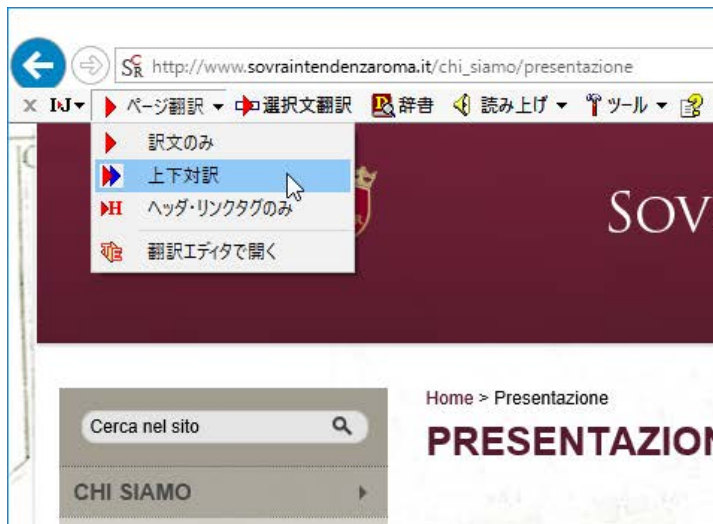 http://www.sovraintendenzaroma.it/chi_siamo/presentazione
I▸J ページ翻訳 選択文翻訳 辞書 読み上げ ツール
訳文のみ
上下対訳
ヘッダ・リンクタグのみ
翻訳エディタで開く
SOV
Home > Presentazione
Cerca nel sito
PRESENTAZION
CHI SIAMO